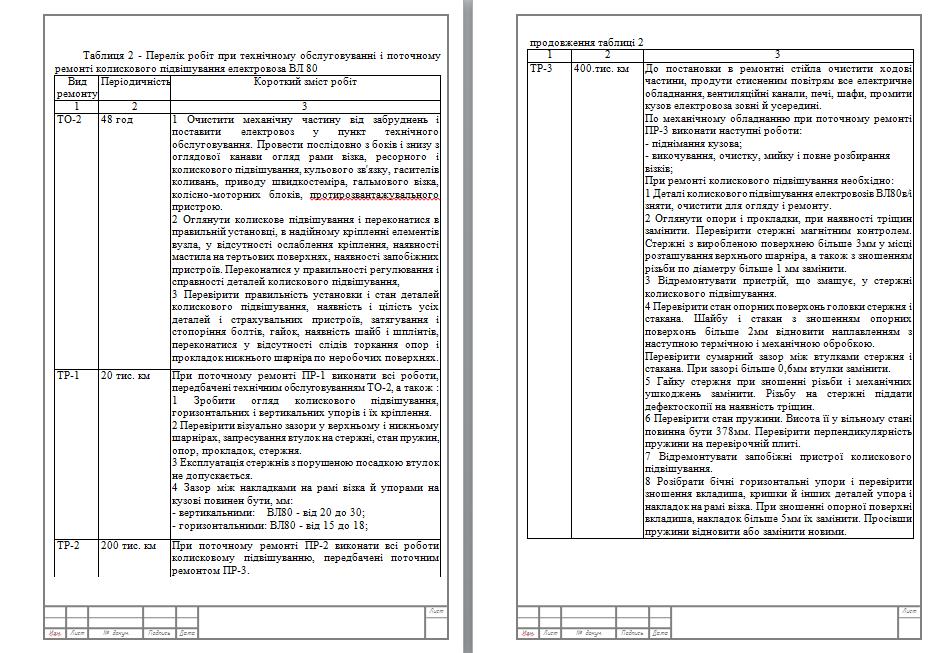 Таблиця 2 - Перелік робіт при технічному обслуговуванні і поточному
ремонті колискового підвішування електровоза ВЛ 80
Вид ремонту
Періодичність
Короткий зміст робіт
1
2
3
ТО-2
48 год
1 Очистити механічну частину від забруднень і
поставити електровоз у пункт технічного
обслуговування. Провести послідовно з боків і знизу з
оглядової канави огляд рами візка, ресорного і
колискового підвішування, кульового зв'язку, гасителів
коливань, приводу швидкостеміра, гальмового візка,
колісно-моторних блоків, протирозвантажувального
пристрою.
2 Оглянути колискове підвішування і переконатися в
правильній установці, в надійному кріпленні елементів
вузла, у відсутності ослаблення кріплення, наявності
мастила на тертьових поверхнях, наявності запобіжних
пристроїв. Переконатися у правильності регулювання і
справності деталей колискового підвішування,
3 Перевірити правильність установки і стан деталей
колискового підвішування, наявність і цілість усіх
деталей і страхувальних пристроїв, затягування і
стопоріння болтів, гайок, наявність шайб і шплінтів,
переконатися у відсутності слідів торкання опор і
прокладок нижнього шарніра по неробочих поверхнях.
ТР-1
20 тис. км
При поточному ремонті ПР-1 виконати всі роботи,
передбачені технічним обслуговуванням ТО-2, а також :
1 Зробити огляд колискового підвішування,
горизонтальних і вертикальних упорів і їх кріплення.
2 Перевірити візуально зазори у верхньому і нижньому
шарнірах, запресування втулок на стержні, стан пружин,
опор, прокладок, стержня.
3 Експлуатація стержнів з порушеною посадкою втулок
не допускається.
4 Зазор між накладками на рамі візка й упорами на
кузові повинен бути, мм:
- вертикальними: ВЛ80 - від 20 до 30;
- горизонтальними: ВЛ80 - від 15 до 18;
ТР-2
200 тис. км
При поточному ремонті ПР-2 виконати всі роботи
колисковому підвішуванню, передбачені поточним
ремонтом ПР-3.
Изм.
Лист
№ докум.
Подпись
Дата
Лист
продовження таблиці 2
1
2
3
ТР-3
400.тис. км
До постановки в ремонтні стійла очистити ходові
частини, продути стисненим повітрям все електричне
обладнання, вентиляційні канали, печі, шафи, промити
кузов електровоза зовні й усередині.
По механічному обладнанню при поточному ремонті
ПР-3 виконати наступні роботи:
- піднімання кузова;
- викочування, очистку, мийку і повне розбирання
візків;
При ремонті колискового підвішування необхідно:
1 Деталі колискового підвішування електровозів ВЛ80в/і
зняти, очистити для огляду і ремонту.
2 Оглянути опори і прокладки, при наявності тріщин
замінити. Перевірити стержні магнітним контролем.
Стержні з виробленою поверхнею більше 3мм у місці
розташування верхнього шарніра, а також з зношенням
різьби по діаметру більше 1 мм замінити.
3 Відремонтувати пристрій, що змащує, у стержні
колискового підвішування.
4 Перевірити стан опорних поверхонь головки стержня і
стакана. Шайбу і стакан з зношенням опорних
поверхонь більше 2мм відновити наплавленням з
наступною термічною і механічною обробкою.
Перевірити сумарний зазор між втулками стержня і
стакана. При зазорі більше 0,6мм втулки замінити.
5 Гайку стержня при зношенні різьби і механічних
ушкоджень замінити. Різьбу на стержні піддати
дефектоскопії на наявність тріщин.
6 Перевірити стан пружини. Висота її у вільному стані
повинна бути 378мм. Перевірити перпендикулярність
пружини на перевірочній плиті.
7 Відремонтувати запобіжні пристрої колискового
підвішування.
8 Розібрати бічні горизонтальні упори і перевірити
зношення вкладиша, кришки й інших деталей упора і
накладок на рамі візка. При зношенні опорної поверхні
вкладиша, накладок більше 5мм їх замінити. Просівши
пружини відновити або замінити новими.
Изм.
Лист
№ докум.
Подпись
Дата
Лист